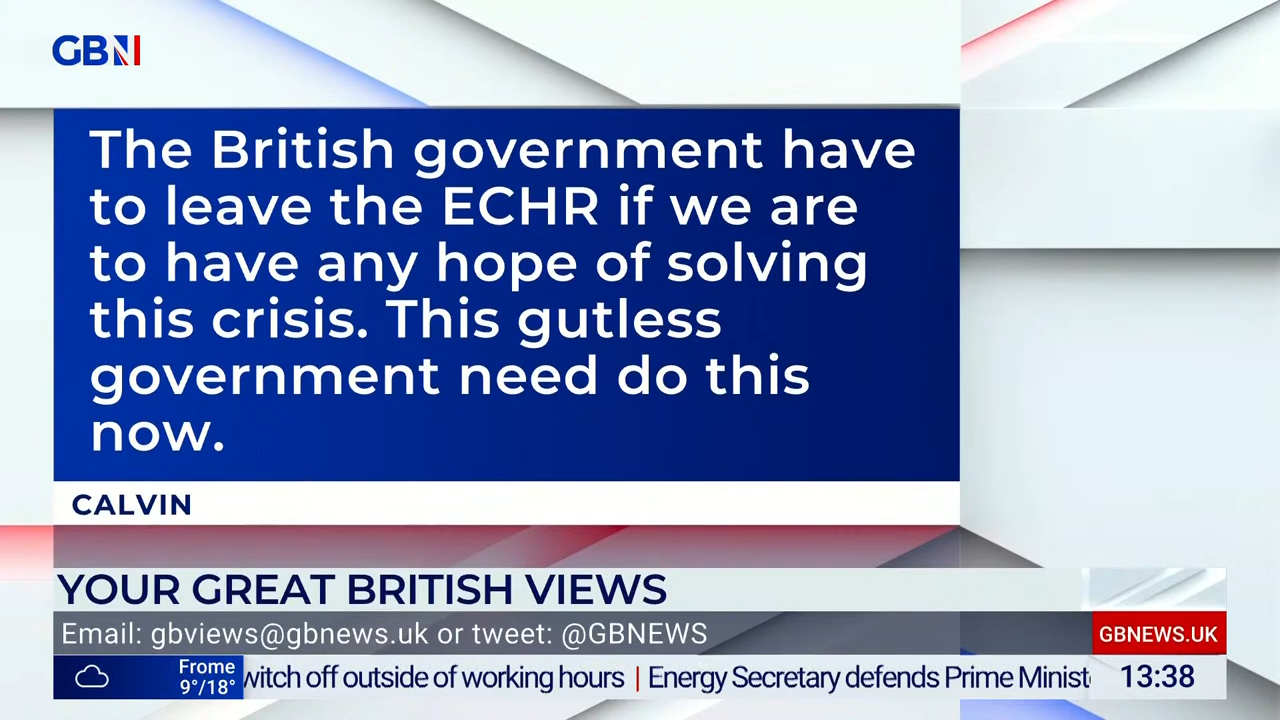 GBN
The British government have
to leave the ECHR if we are
to have any hope of solving
this crisis. This gutless
government need do this
now.
CALVIN
YOUR GREAT BRITISH VIEWS
Email: gbviews@gbnews.uk or tweet: @GBNEWS
GBNEWS.UK
Frome
9°/18°
witch off outside of working hours | Energy Secretary defends Prime Minist
13:38